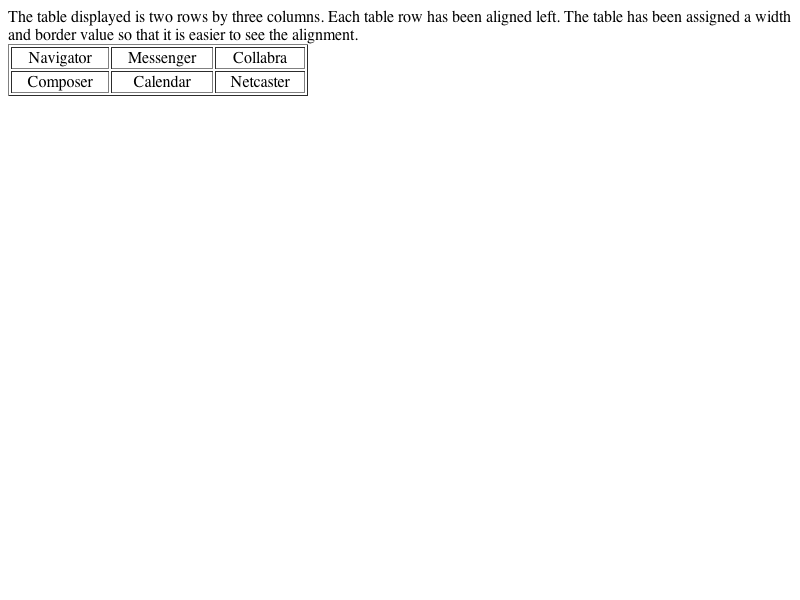 The table displayed is two rows by three columns. Each table row has been aligned left. The table has been assigned a width
and border value so that it is easier to see the alignment.
Navigator Messenger Collabra
Composer Calendar Netcaster